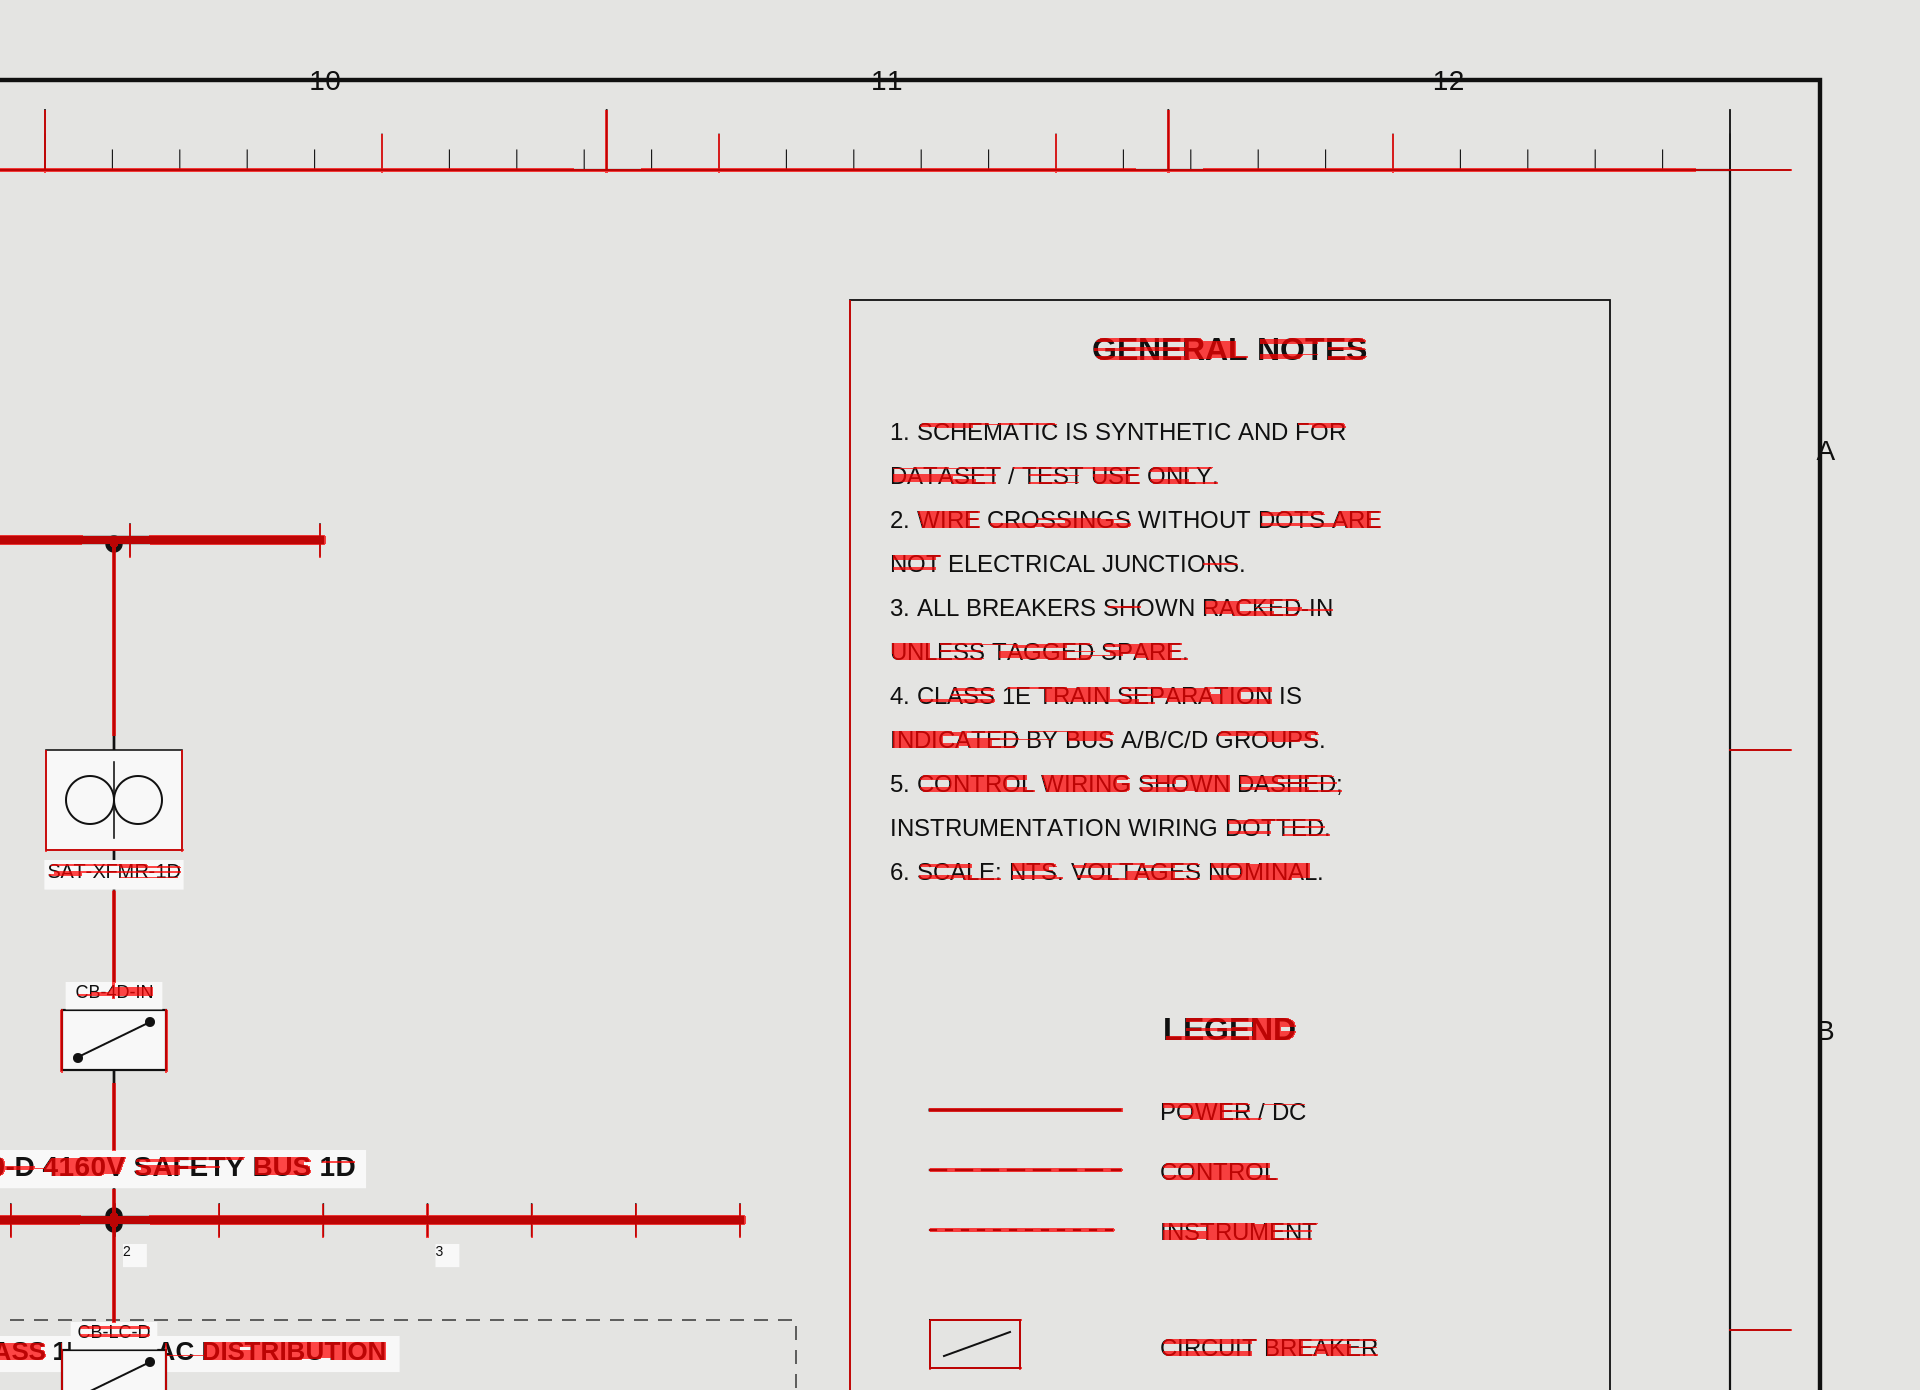 10 11 12
GENERAL NOTES
1. SCHEMATIC IS SYNTHETIC AND FOR
DATASET / TEST USE ONLY.
2. WIRE CROSSINGS WITHOUT DOTS ARE
NOT ELECTRICAL JUNCTIONS.
3. ALL BREAKERS SHOWN RACKED-IN
UNLESS TAGGED SPARE.
4. CLASS 1E TRAIN SEPARATION IS
INDICATED BY BUS A/B/C/D GROUPS.
5. CONTROL WIRING SHOWN DASHED;
INSTRUMENTATION WIRING DOTTED.
6. SCALE: NTS. VOLTAGES NOMINAL.
A
SAT-XFMR-1D
CB-4D-IN
LEGEND
B
POWER / DC
-D 4160V SAFETY BUS 1D
CONTROL
INSTRUMENT
2 3
CB-LC-D
ASS AC DISTRIBUTION
CIRCUIT BREAKER